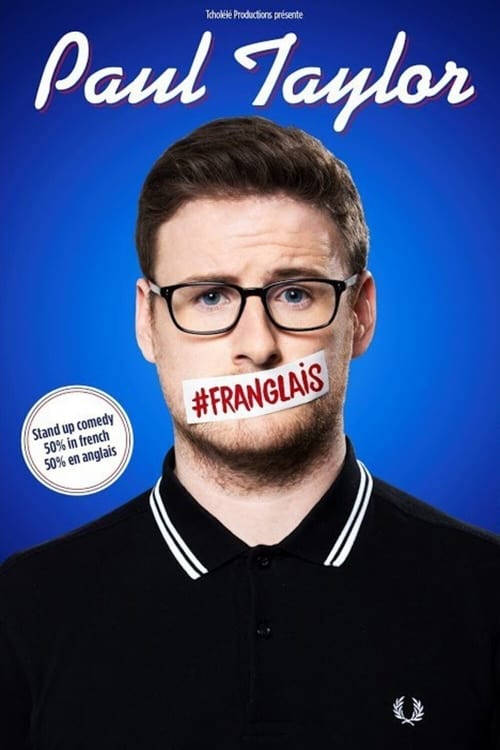 Tcholélé Productions présente
Paul Taylor
#FRANGLAIS
Stand up comedy
50% in french
50% en anglais